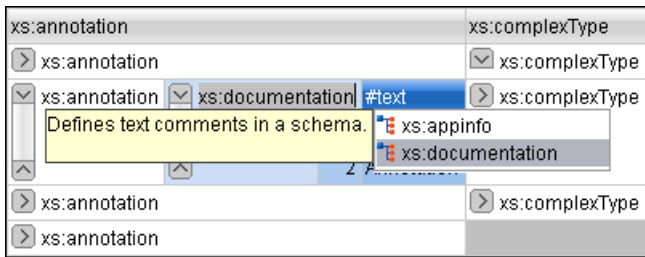 xs:annotation xs:complexType
xs:annotation xs:complexType
xs:annotation xs:documentation #text xs:complexType
Defines text comments in a schema. xs:appinfo
xs:documentation
2
xs:annotation xs:complexType
xs:annotation